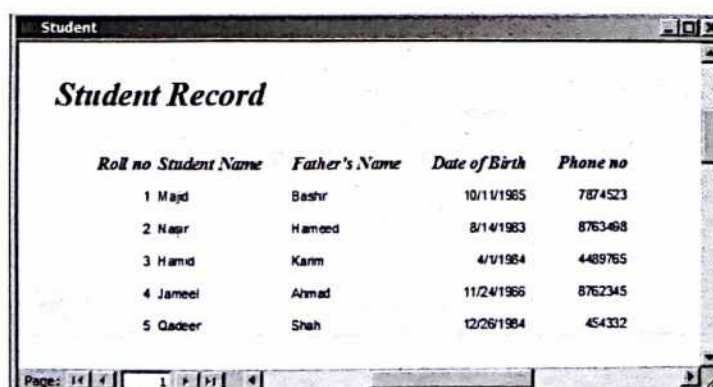 Student
Student Record
Roll no Student Name Father's Name Date of Birth Phone no
1 Majid Bashir 10/11/1985 7874523
2 Nasir Hameed 8/14/1983 8763498
3 Hamid Karim 4/1/1984 4489765
4 Jameel Ahmad 11/24/1986 8762345
5 Qadeer Shah 12/26/1984 454332
Page: 1